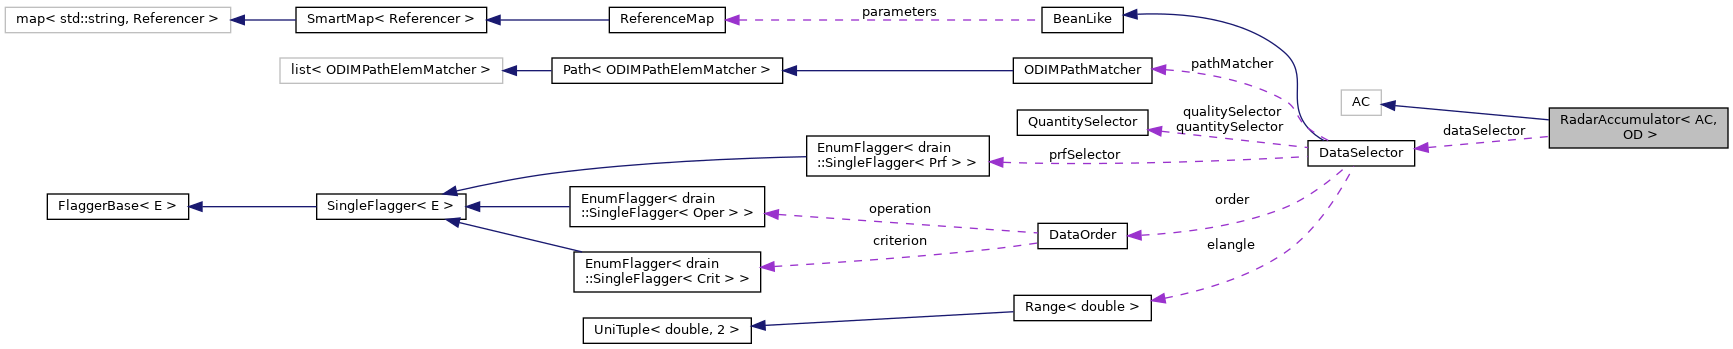 map< std::string, Referencer >
SmartMap< Referencer >
ReferenceMap
parameters
BeanLike
list< ODIMPathElemMatcher >
Path< ODIMPathElemMatcher >
ODIMPathMatcher
pathMatcher
AC
QuantitySelector
qualitySelector
quantitySelector
RadarAccumulator< AC,
OD >
dataSelector
DataSelector
EnumFlagger< drain
::SingleFlagger< Prf > >
prfSelector
FlaggerBase< E >
SingleFlagger< E >
EnumFlagger< drain
::SingleFlagger< Oper > >
operation
order
DataOrder
criterion
elangle
EnumFlagger< drain
::SingleFlagger< Crit > >
Range< double >
UniTuple< double, 2 >